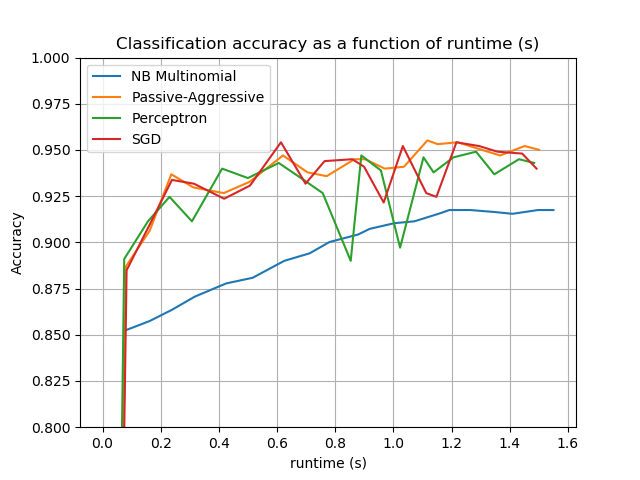 Classification accuracy as a function of runtime (s)
1.000
0.975
0.950
0.925
0.900
0.875
0.850
0.825
0.800
Accuracy
NB Multinomial
Passive-Aggressive
Perceptron
SGD
0.0 0.2 0.4 0.6 0.8 1.0 1.2 1.4 1.6
runtime (s)